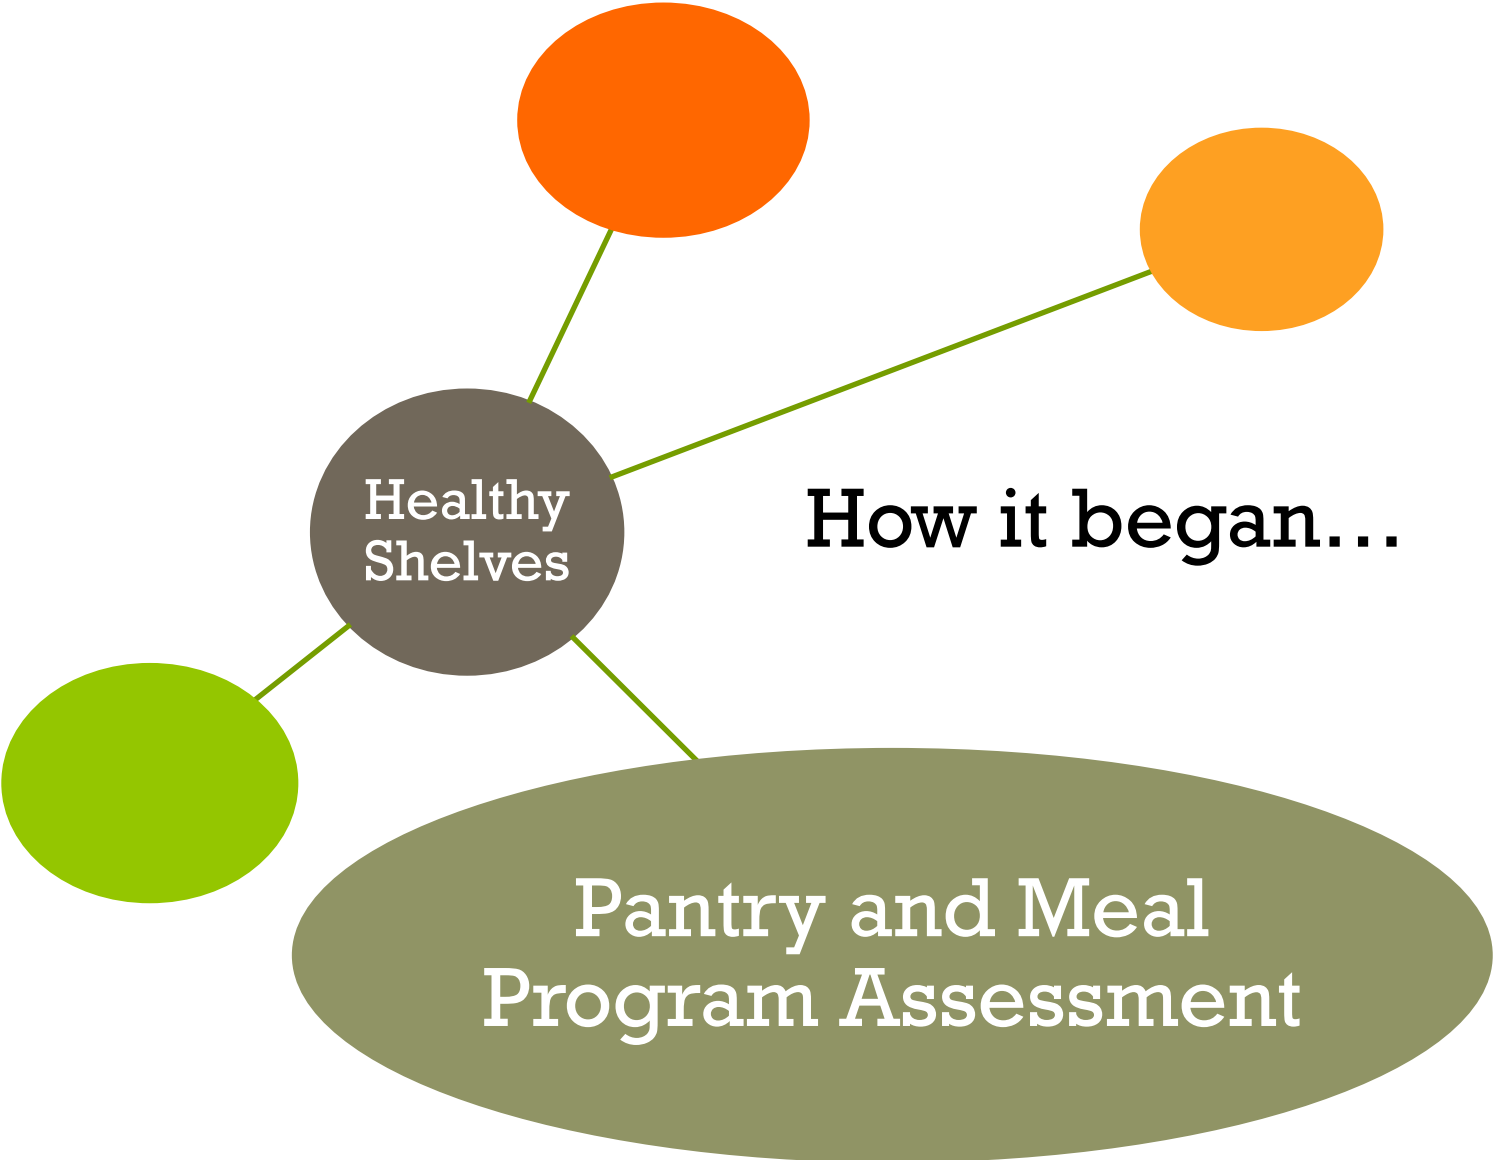 Healthy
Shelves
How it began…
Pantry and Meal
Program Assessment